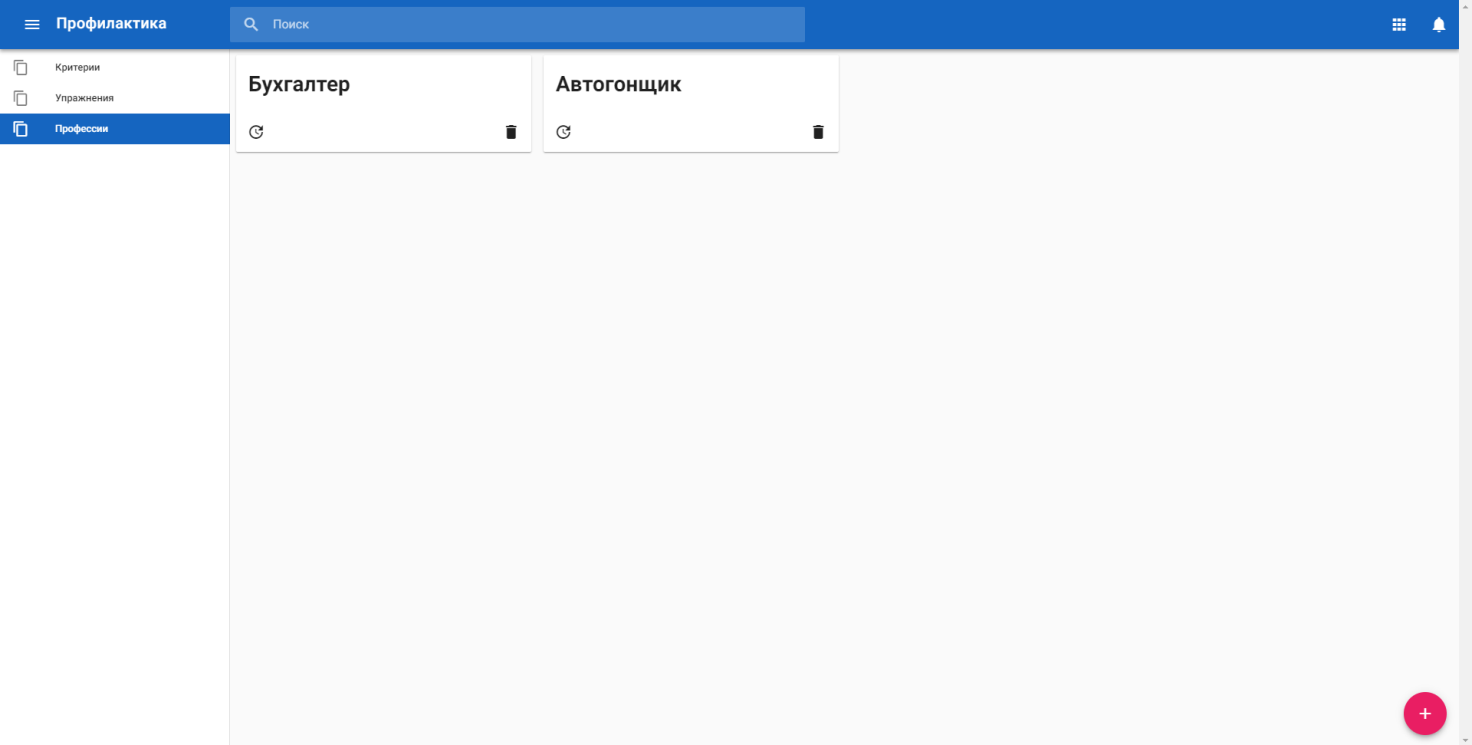 Профилактика
Поиск
Критерии
Упражнения
Профессии
Бухгалтер
Автогонщик